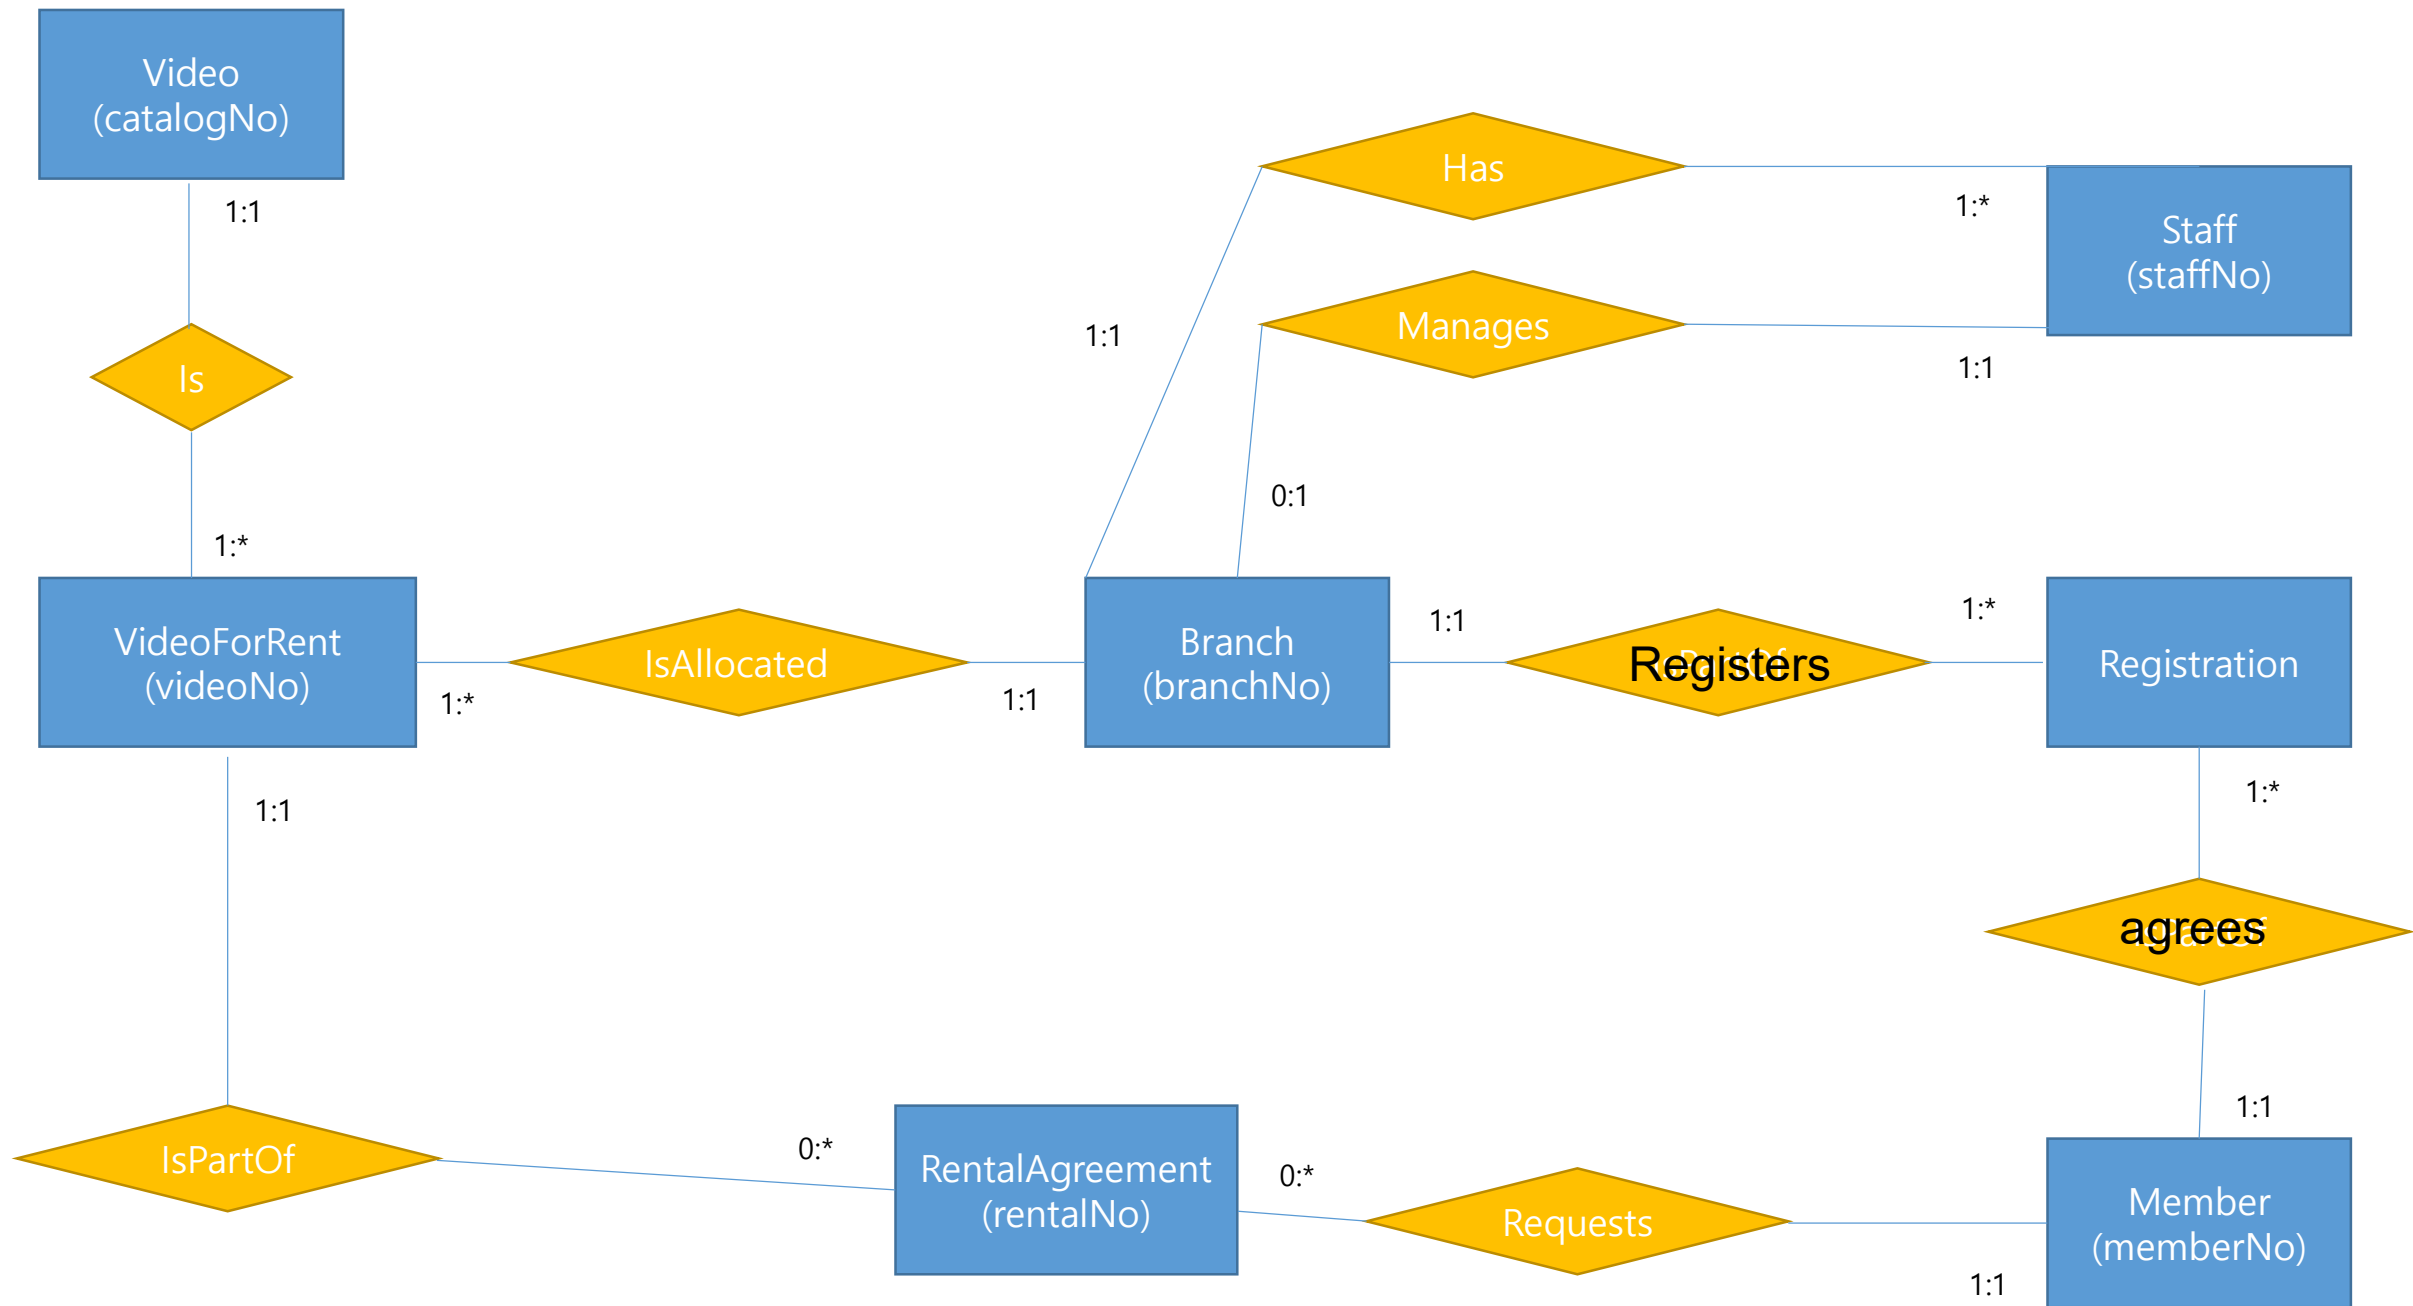 Video
(catalogNo)
Has
1:*
Staff
(staffNo)
1:1
1:1
Manages
1:1
Is
0:1
1:*
VideoForRent
(videoNo)
IsAllocated
1:*
1:1
Branch
(branchNo)
1:1
Registers
1:*
Registration
1:1
1:*
agrees
IsPartOf
0:*
RentalAgreement
(rentalNo)
0:*
Requests
1:1
1:1
Member
(memberNo)